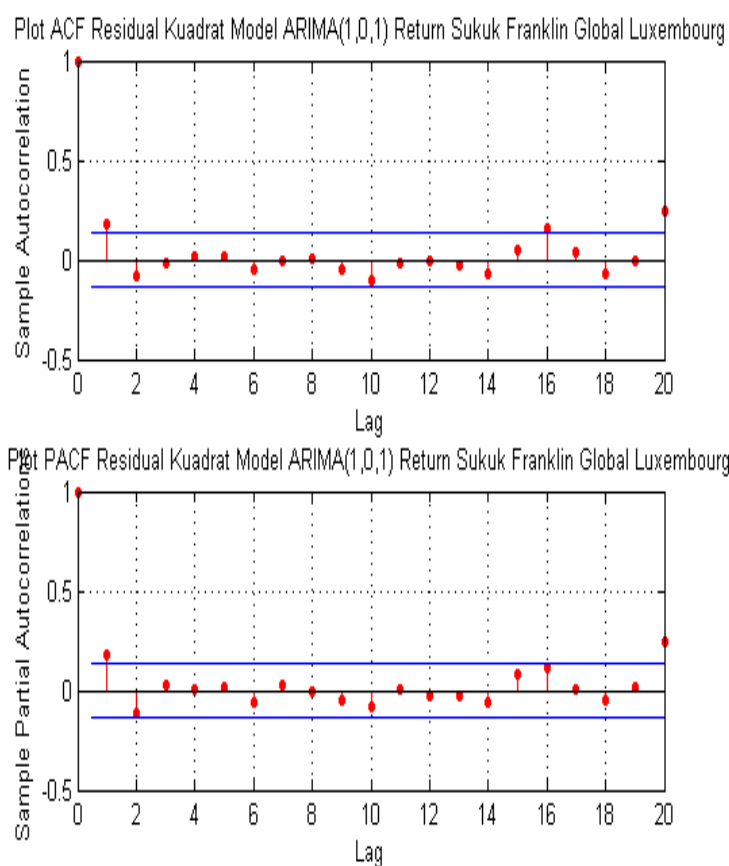 Plot ACF Residual Kuadrat Model ARIMA(1,0,1) Return Sukuk Franklin Global Luxembourg
1
0.5
0
-0.5
Sample Autocorrelation
0 2 4 6 8 10 12 14 16 18 20
Lag
Plot PACF Residual Kuadrat Model ARIMA(1,0,1) Return Sukuk Franklin Global Luxembourg
1
0.5
0
-0.5
Sample Partial Autocorrelations
0 2 4 6 8 10 12 14 16 18 20
Lag